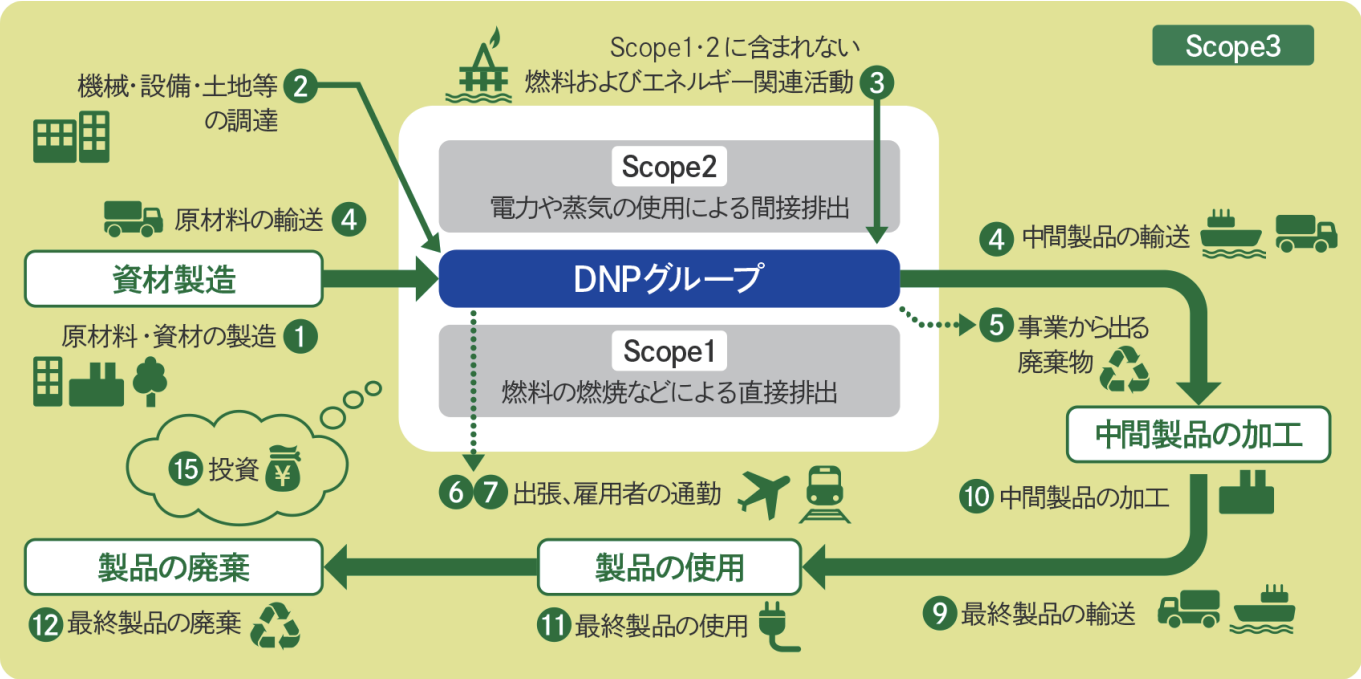 Scope3
Scope1・2に含まれない
燃料およびエネルギー関連活動 3
機械・設備・土地等 2
の調達
Scope2
電力や蒸気の使用による間接排出
原材料の輸送 4
4 中間製品の輸送
資材製造
DNPグループ
原材料・資材の製造 1
5 事業から出る
廃棄物
Scope1
燃料の燃焼などによる直接排出
中間製品の加工
15 投資 ¥
6 7 出張、雇用者の通勤
10 中間製品の加工
製品の廃棄
製品の使用
12 最終製品の廃棄
11 最終製品の使用
9 最終製品の輸送